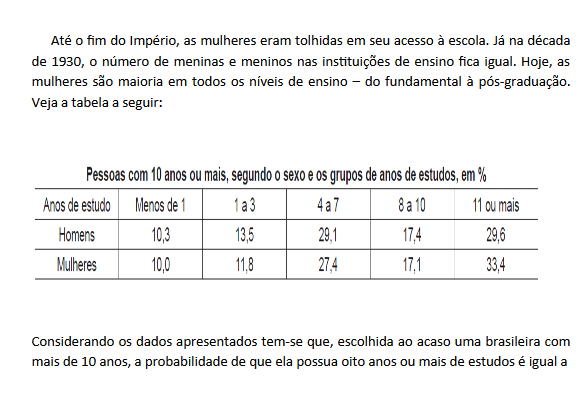 Até o fim do Império, as mulheres eram tolhidas em seu acesso à escola. Já na década
de 1930, o número de meninas e meninos nas instituições de ensino fica igual. Hoje, as
mulheres são maioria em todos os níveis de ensino – do fundamental à pós-graduação.
Veja a tabela a seguir:
Pessoas com 10 anos ou mais, segundo o sexo e os grupos de anos de estudos, em %
Anos de estudo Menos de 1 1 a 3 4 a 7 8 a 10 11 ou mais
Homens 10,3 13,5 29,1 17,4 29,6
Mulheres 10,0 11,8 27,4 17,1 33,4
Considerando os dados apresentados tem-se que, escolhida ao acaso uma brasileira com
mais de 10 anos, a probabilidade de que ela possua oito anos ou mais de estudos é igual a